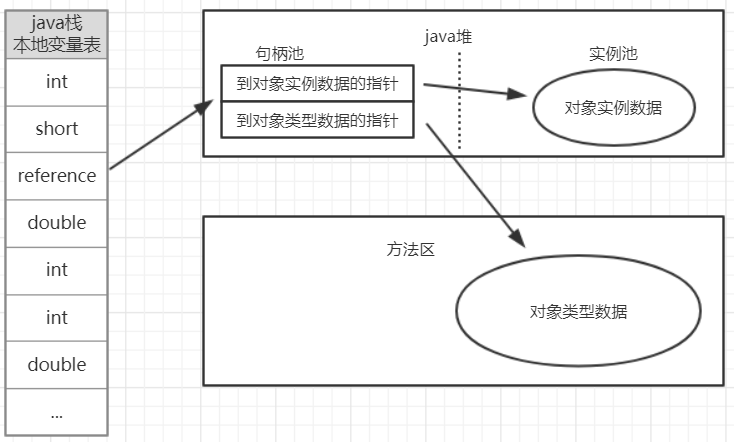 java栈
本地变量表
int
short
reference
double
int
int
double
...
java堆
句柄池
实例池
到对象实例数据的指针
到对象类型数据的指针
对象实例数据
方法区
对象类型数据